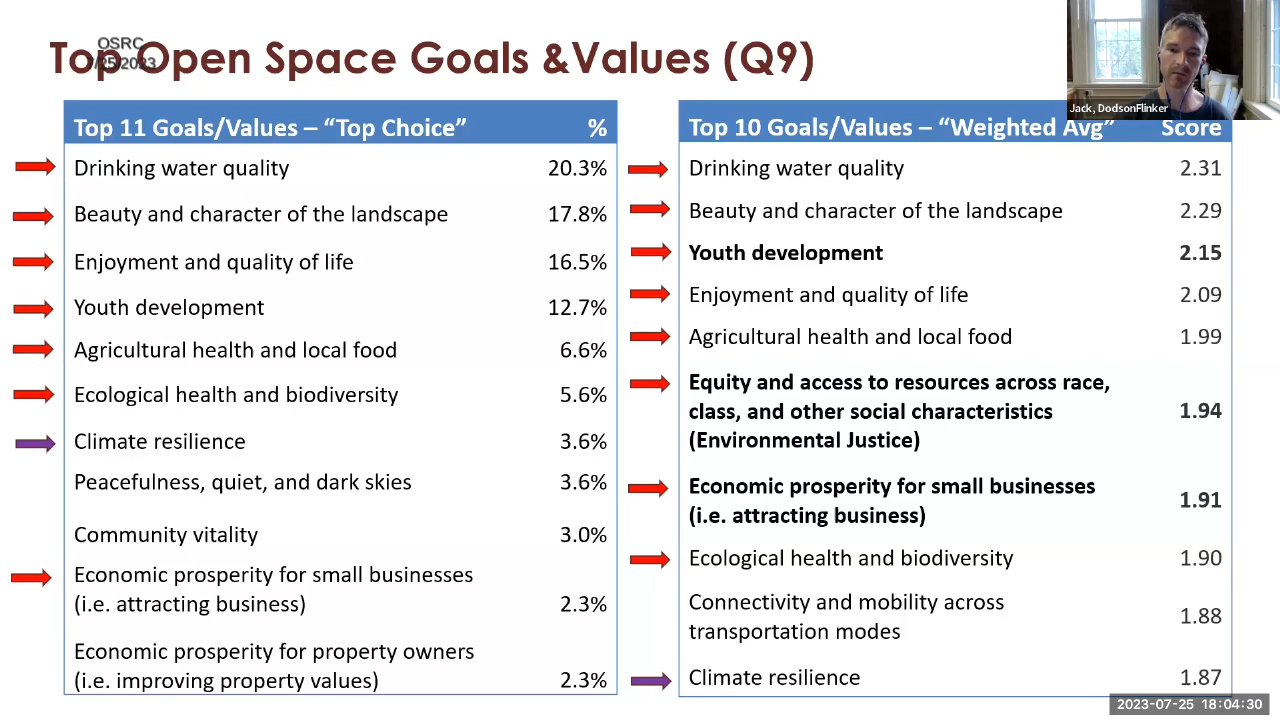 Top Open Space Goals &Values (Q9)
OSRC
7/25/2023
Jack, DodsonFlinker
Top 11 Goals/Values – “Top Choice” %
Drinking water quality 20.3%
Beauty and character of the landscape 17.8%
Enjoyment and quality of life 16.5%
Youth development 12.7%
Agricultural health and local food 6.6%
Ecological health and biodiversity 5.6%
Climate resilience 3.6%
Peacefulness, quiet, and dark skies 3.6%
Community vitality 3.0%
Economic prosperity for small businesses
(i.e. attracting business) 2.3%
Economic prosperity for property owners
(i.e. improving property values) 2.3%
Top 10 Goals/Values – “Weighted Avg” Score
Drinking water quality 2.31
Beauty and character of the landscape 2.29
Youth development 2.15
Enjoyment and quality of life 2.09
Agricultural health and local food 1.99
Equity and access to resources across race,
class, and other social characteristics 1.94
(Environmental Justice)
Economic prosperity for small businesses
(i.e. attracting business) 1.91
Ecological health and biodiversity 1.90
Connectivity and mobility across
transportation modes 1.88
Climate resilience 1.87
2023-07-25 18:04:30